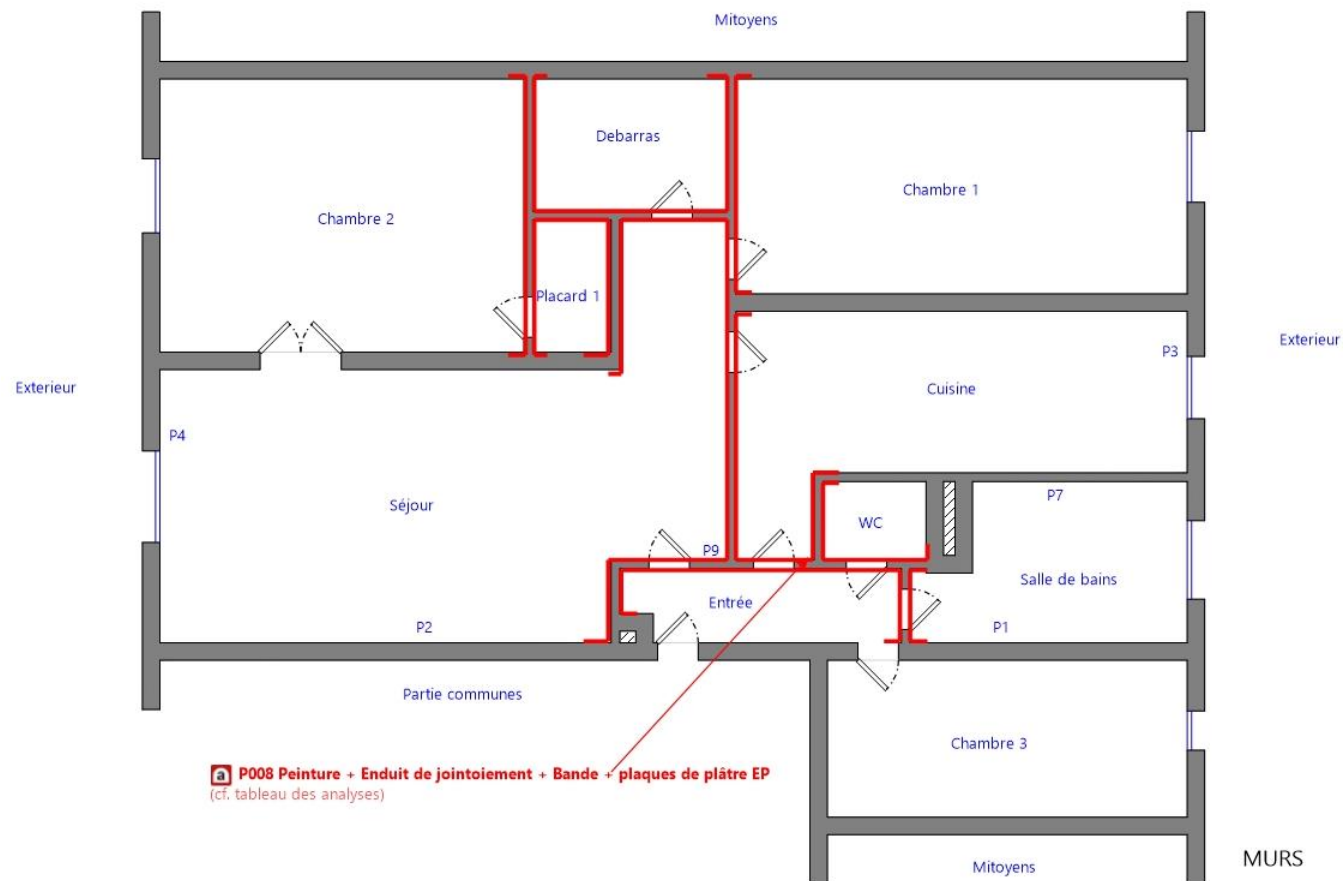 Mitoyens
Debarras
Chambre 1
Chambre 2
Placard 1
Exterieur
P3
Cuisine
Exterieur
P4
P7
Séjour
WC
P9
Salle de bains
Entrée
P2
P1
Partie communes
Chambre 3
a P008 Peinture + Enduit de jointoiement + Bande + plaques de plâtre EP
(cf. tableau des analyses)
MURS
Mitoyens